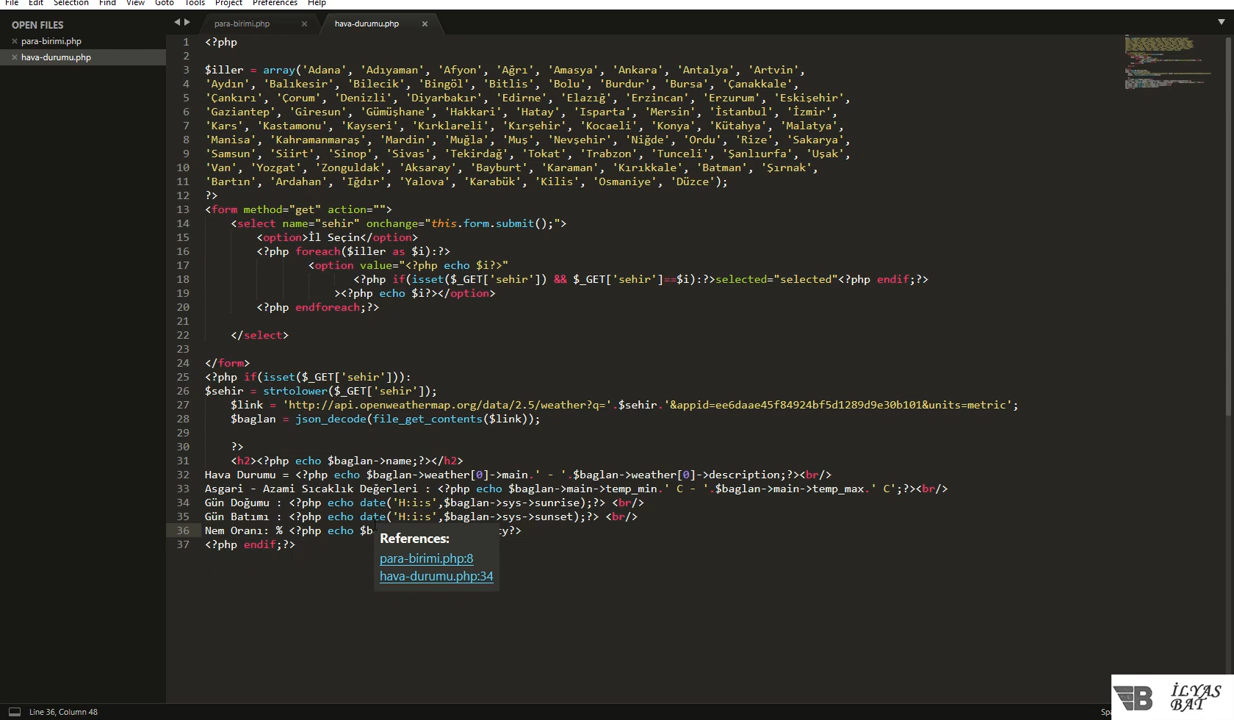 File Edit Selection Find View Goto Tools Project Preferences Help
OPEN FILES
× para-birimi.php
× hava-durumu.php
para-birimi.php ×
hava-durumu.php ×
1 <?php
2
3 $iller = array('Adana', 'Adıyaman', 'Afyon', 'Ağrı', 'Amasya', 'Ankara', 'Antalya', 'Artvin',
4 'Aydın', 'Balıkesir', 'Bilecik', 'Bingöl', 'Bitlis', 'Bolu', 'Burdur', 'Bursa', 'Çanakkale',
5 'Çankırı', 'Çorum', 'Denizli', 'Diyarbakır', 'Edirne', 'Elazığ', 'Erzincan', 'Erzurum', 'Eskişehir',
6 'Gaziantep', 'Giresun', 'Gümüşhane', 'Hakkari', 'Hatay', 'Isparta', 'Mersin', 'İstanbul', 'İzmir',
7 'Kars', 'Kastamonu', 'Kayseri', 'Kırklareli', 'Kırşehir', 'Kocaeli', 'Konya', 'Kütahya', 'Malatya',
8 'Manisa', 'Kahramanmaraş', 'Mardin', 'Muğla', 'Muş', 'Nevşehir', 'Niğde', 'Ordu', 'Rize', 'Sakarya',
9 'Samsun', 'Siirt', 'Sinop', 'Sivas', 'Tekirdağ', 'Tokat', 'Trabzon', 'Tunceli', 'Şanlıurfa', 'Uşak',
10 'Van', 'Yozgat', 'Zonguldak', 'Aksaray', 'Bayburt', 'Karaman', 'Kırıkkale', 'Batman', 'Şırnak',
11 'Bartın', 'Ardahan', 'Iğdır', 'Yalova', 'Karabük', 'Kilis', 'Osmaniye', 'Düzce');
12 ?>
13 <form method="get" action="">
14 <select name="sehir" onchange="this.form.submit();">
15 <option>İl Seçin</option>
16 <?php foreach($iller as $i):?>
17 <option value="<?php echo $i?>"
18 <?php if(isset($_GET['sehir']) && $_GET['sehir']==$i):?>selected="selected"<?php endif;?>
19 ><?php echo $i?></option>
20 <?php endforeach;?>
21
22 </select>
23
24 </form>
25 <?php if(isset($_GET['sehir'])):
26 $sehir = strtolower($_GET['sehir']);
27 $link = 'http://api.openweathermap.org/data/2.5/weather?q='.$sehir.'&appid=ee6daae45f84924bf5d1289d9e30b101&units=metric';
28 $baglan = json_decode(file_get_contents($link));
29
30 ?>
31 <h2><?php echo $baglan->name;?></h2>
32 Hava Durumu = <?php echo $baglan->weather[0]->main.' - '.$baglan->weather[0]->description;?><br/>
33 Asgari - Azami Sıcaklık Değerleri : <?php echo $baglan->main->temp_min.' C - '.$baglan->main->temp_max.' C';?><br/>
34 Gün Doğumu : <?php echo date('H:i:s',$baglan->sys->sunrise);?> <br/>
35 Gün Batımı : <?php echo date('H:i:s',$baglan->sys->sunset);?> <br/>
36 Nem Oranı: % <?php echo $b y?>
37 <?php endif;?>
References:
para-birimi.php:8
hava-durumu.php:34
Line 36, Column 48
İLYAS
BAT